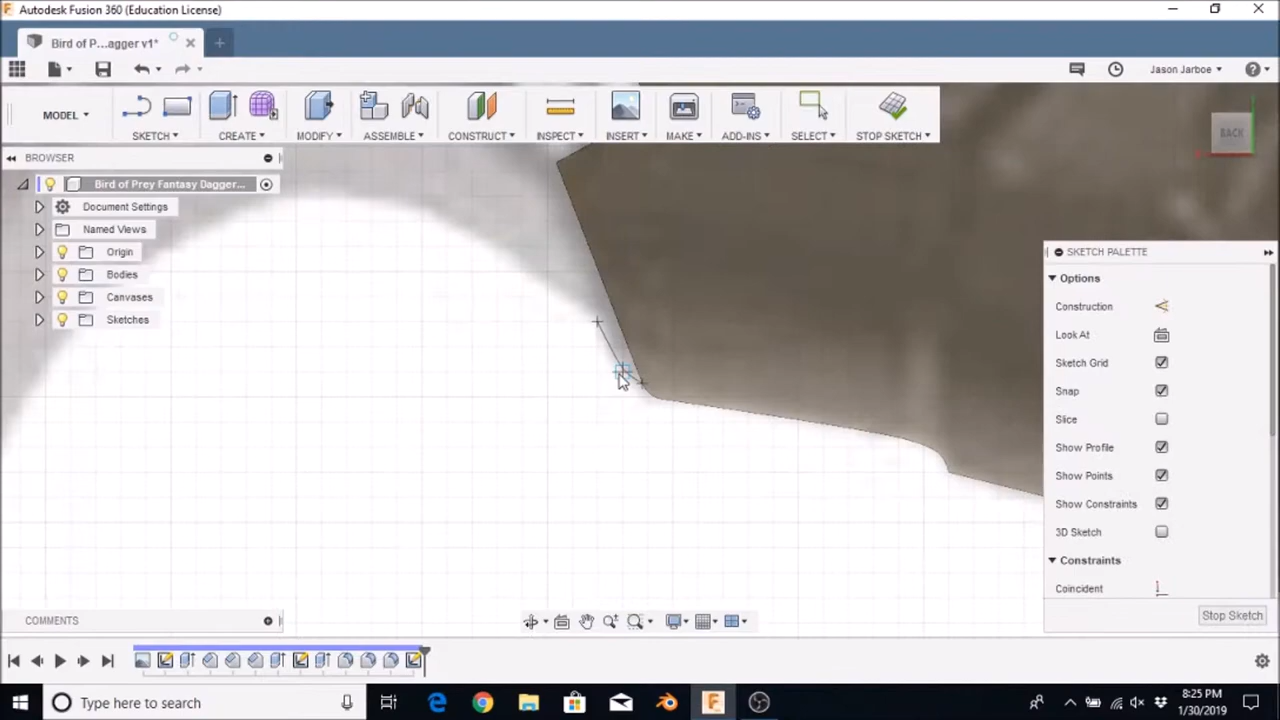 Autodesk Fusion 360 (Education License)
Bird of P...agger v1*
Jason Jarboe
MODEL
SKETCH
CREATE
MODIFY
ASSEMBLE
CONSTRUCT
INSPECT
INSERT
MAKE
ADD-INS
SELECT
STOP SKETCH
BACK
BROWSER
Bird of Prey Fantasy Dagger...
Document Settings
Named Views
Origin
Bodies
Canvases
Sketches
SKETCH PALETTE
Options
Construction
Look At
Sketch Grid
Snap
Slice
Show Profile
Show Points
Show Constraints
3D Sketch
Constraints
Coincident
Stop Sketch
COMMENTS
Type here to search
8:25 PM
1/30/2019